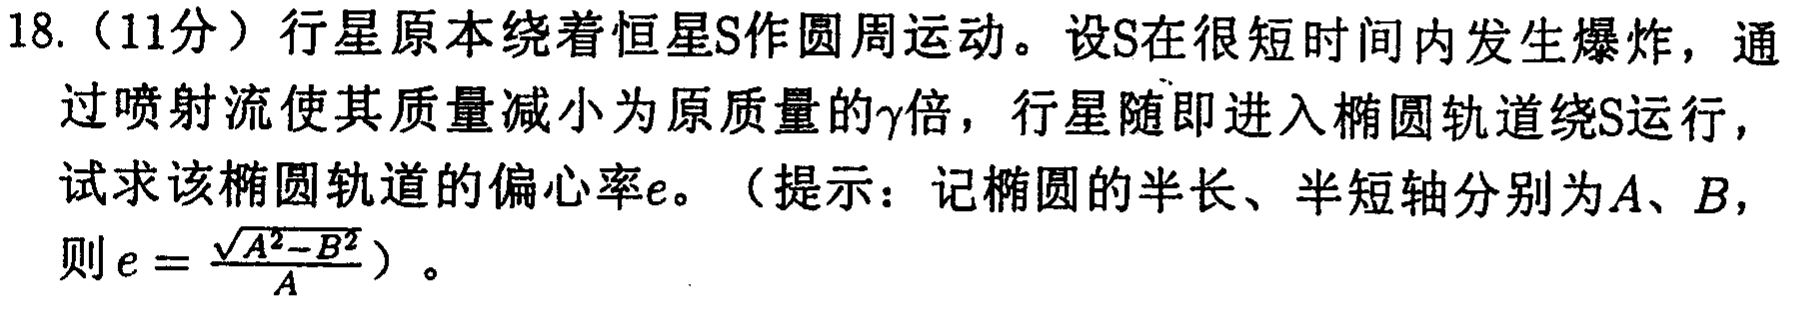 18.（11分）行星原本绕着恒星S作圆周运动。设S在很短时间内发生爆炸，通
过喷射流使其质量减小为原质量的γ倍，行星随即进入椭圆轨道绕S运行，
试求该椭圆轨道的偏心率e。（提示：记椭圆的半长、半短轴分别为A、B，
则 $e = \frac{\sqrt{A^2-B^2}}{A}$）。